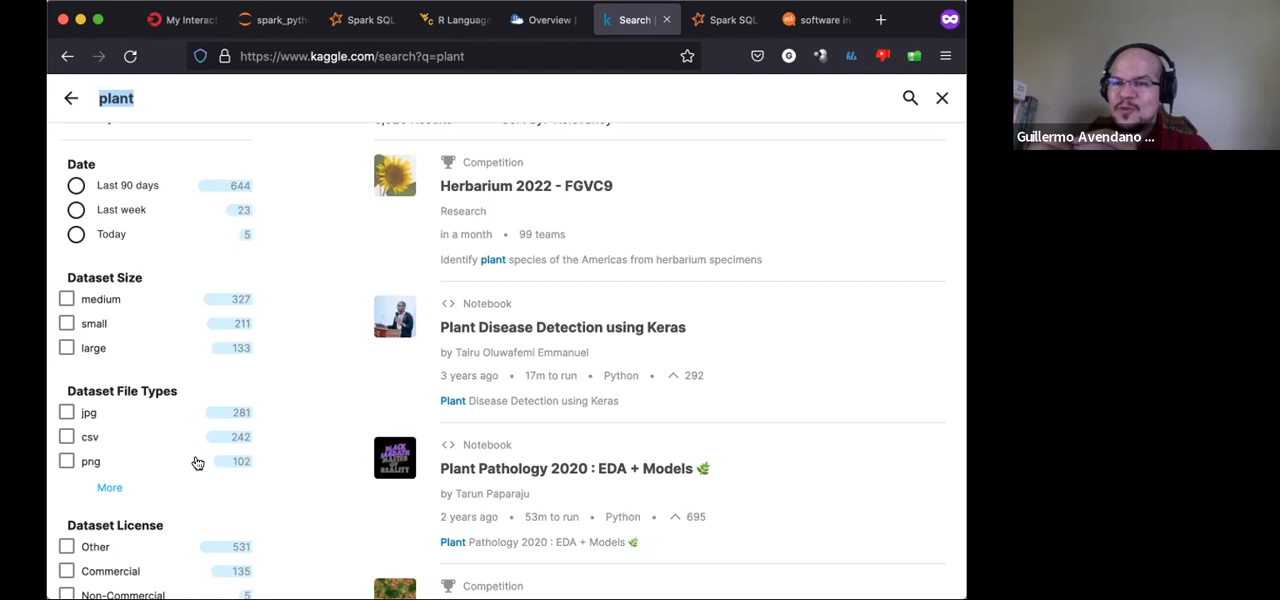 My Interac
spark_pyth
Spark SQL
R Language
Overview |
Search |
Spark SQL
software in
https://www.kaggle.com/search?q=plant
plant
Date
Last 90 days 644
Last week 23
Today 5
Dataset Size
medium 327
small 211
large 133
Dataset File Types
jpg 281
csv 242
png 102
More
Dataset License
Other 531
Commercial 135
Non-Commercial 5
Competition
Herbarium 2022 - FGVC9
Research
in a month • 99 teams
Identify plant species of the Americas from herbarium specimens
Notebook
Plant Disease Detection using Keras
by Tairu Oluwafemi Emmanuel
3 years ago • 17m to run • Python • 292
Plant Disease Detection using Keras
Notebook
Plant Pathology 2020 : EDA + Models
by Tarun Paparaju
2 years ago • 53m to run • Python • 695
Plant Pathology 2020 : EDA + Models
Competition
Guillermo Avendano ...